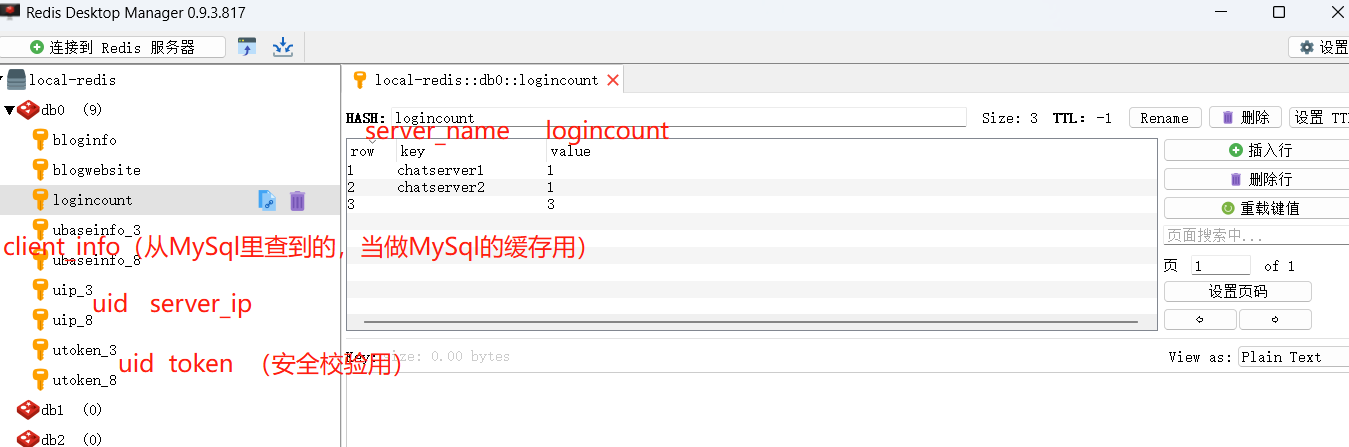 Redis Desktop Manager 0.9.3.817
连接到 Redis 服务器
设置
local-redis
db0 (9)
bloginfo
blogwebsite
logincount
ubaseinfo_3
client_info（从MySql里查到的，当做MySql的缓存用）
ubaseinfo_8
uip_3
uid server_ip
uip_8
utoken_3
uid token （安全校验用）
utoken_8
db1 (0)
db2 (0)
local-redis::db0::logincount
HASH: logincount
Size: 3 TTL: -1
Rename
删除
设置 TTL
server_name logincount
row key value
1 chatserver1 1
2 chatserver2 1
3 3
插入行
删除行
重载键值
页面搜索中...
页 1 of 1
设置页码
Key: size: 0.00 bytes
View as: Plain Text